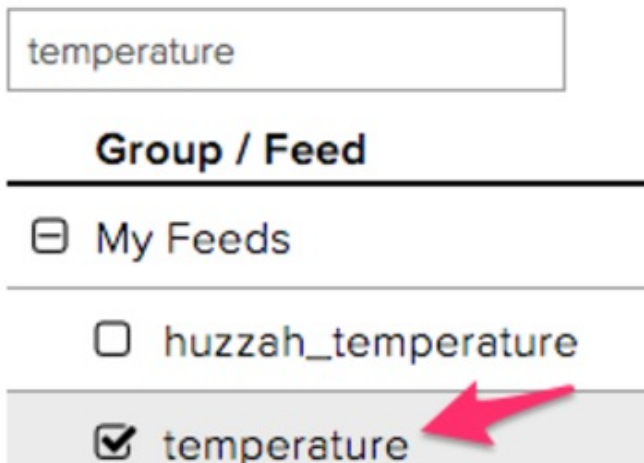 temperature
Group / Feed
My Feeds
huzzah_temperature
temperature